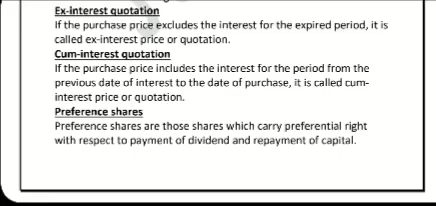 Ex-interest quotation
If the purchase price excludes the interest for the expired period, it is
called ex-interest price or quotation.
Cum-interest quotation
If the purchase price includes the interest for the period from the
previous date of interest to the date of purchase, it is called cum-
interest price or quotation.
Preference shares
Preference shares are those shares which carry preferential right
with respect to payment of dividend and repayment of capital.